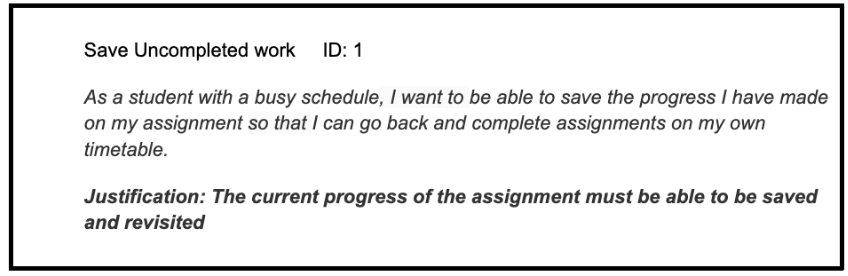 Save Uncompleted work ID: 1
As a student with a busy schedule, I want to be able to save the progress I have made
on my assignment so that I can go back and complete assignments on my own
timetable.
Justification: The current progress of the assignment must be able to be saved
and revisited